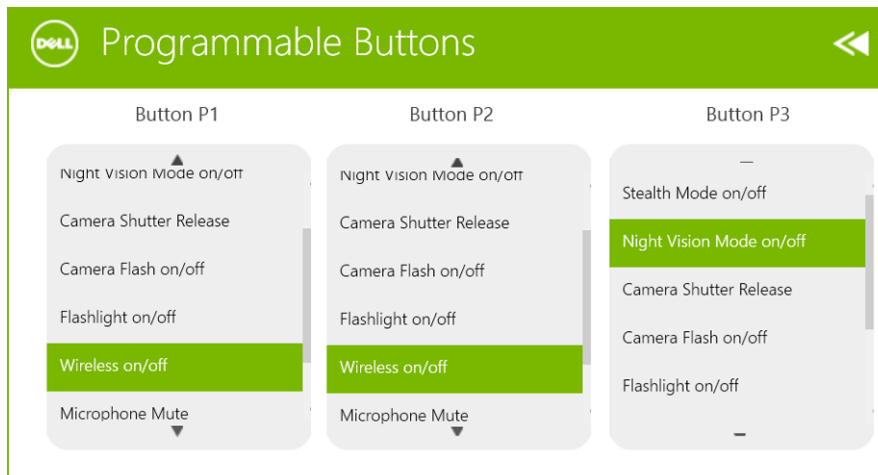 DELL
Programmable Buttons
Button P1
Night Vision Mode on/off
Camera Shutter Release
Camera Flash on/off
Flashlight on/off
Wireless on/off
Microphone Mute
Button P2
Night Vision Mode on/off
Camera Shutter Release
Camera Flash on/off
Flashlight on/off
Wireless on/off
Microphone Mute
Button P3
Stealth Mode on/off
Night Vision Mode on/off
Camera Shutter Release
Camera Flash on/off
Flashlight on/off